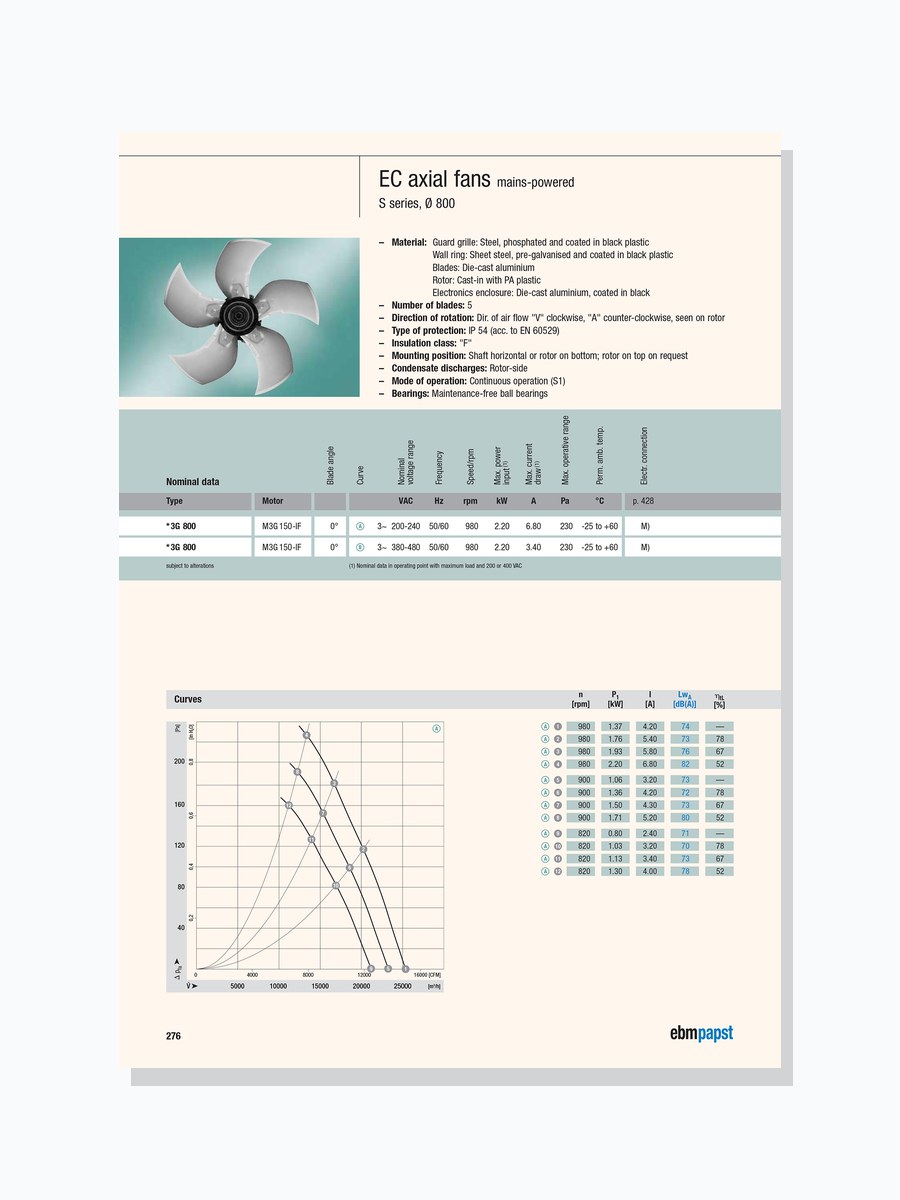 EC axial fans mains-powered
S series, Ø 800
– Material: Guard grille: Steel, phosphated and coated in black plastic
Wall ring: Sheet steel, pre-galvanised and coated in black plastic
Blades: Die-cast aluminium
Rotor: Cast-in with PA plastic
Electronics enclosure: Die-cast aluminium, coated in black
– Number of blades: 5
– Direction of rotation: Dir. of air flow "V" clockwise, "A" counter-clockwise, seen on rotor
– Type of protection: IP 54 (acc. to EN 60529)
– Insulation class: "F"
– Mounting position: Shaft horizontal or rotor on bottom; rotor on top on request
– Condensate discharges: Rotor-side
– Mode of operation: Continuous operation (S1)
– Bearings: Maintenance-free ball bearings
Nominal data
Blade angle
Curve
Nominal
voltage range
Frequency
Speed/rpm
Max. power
input (1)
Max. current
draw (1)
Max. operative range
Perm. amb. temp.
Electr. connection
Type Motor VAC Hz rpm kW A Pa °C p. 428
*3G 800 M3G 150-IF 0° A 3~ 200-240 50/60 980 2.20 6.80 230 -25 to +60 M)
*3G 800 M3G 150-IF 0° B 3~ 380-480 50/60 980 2.20 3.40 230 -25 to +60 M)
subject to alterations (1) Nominal data in operating point with maximum load and 200 or 400 VAC
Curves
n P1 I LwA ηtL
[rpm] [kW] [A] [dB(A)] [%]
A 1 980 1.37 4.20 74 —
A 2 980 1.76 5.40 73 78
A 3 980 1.93 5.80 76 67
A 4 980 2.20 6.80 82 52
A 5 900 1.06 3.20 73 —
A 6 900 1.36 4.20 72 78
A 7 900 1.50 4.30 73 67
A 8 900 1.71 5.20 80 52
A 9 820 0.80 2.40 71 —
A 10 820 1.03 3.20 70 78
A 11 820 1.13 3.40 73 67
A 12 820 1.30 4.00 78 52
[Pa] [in H2O]
A
200 0,8
160 0,6
120 0,4
80
40 0,2
0 4000 8000 12000 16000 [CFM]
5000 10000 15000 20000 25000 [m³/h]
276
ebmpapst